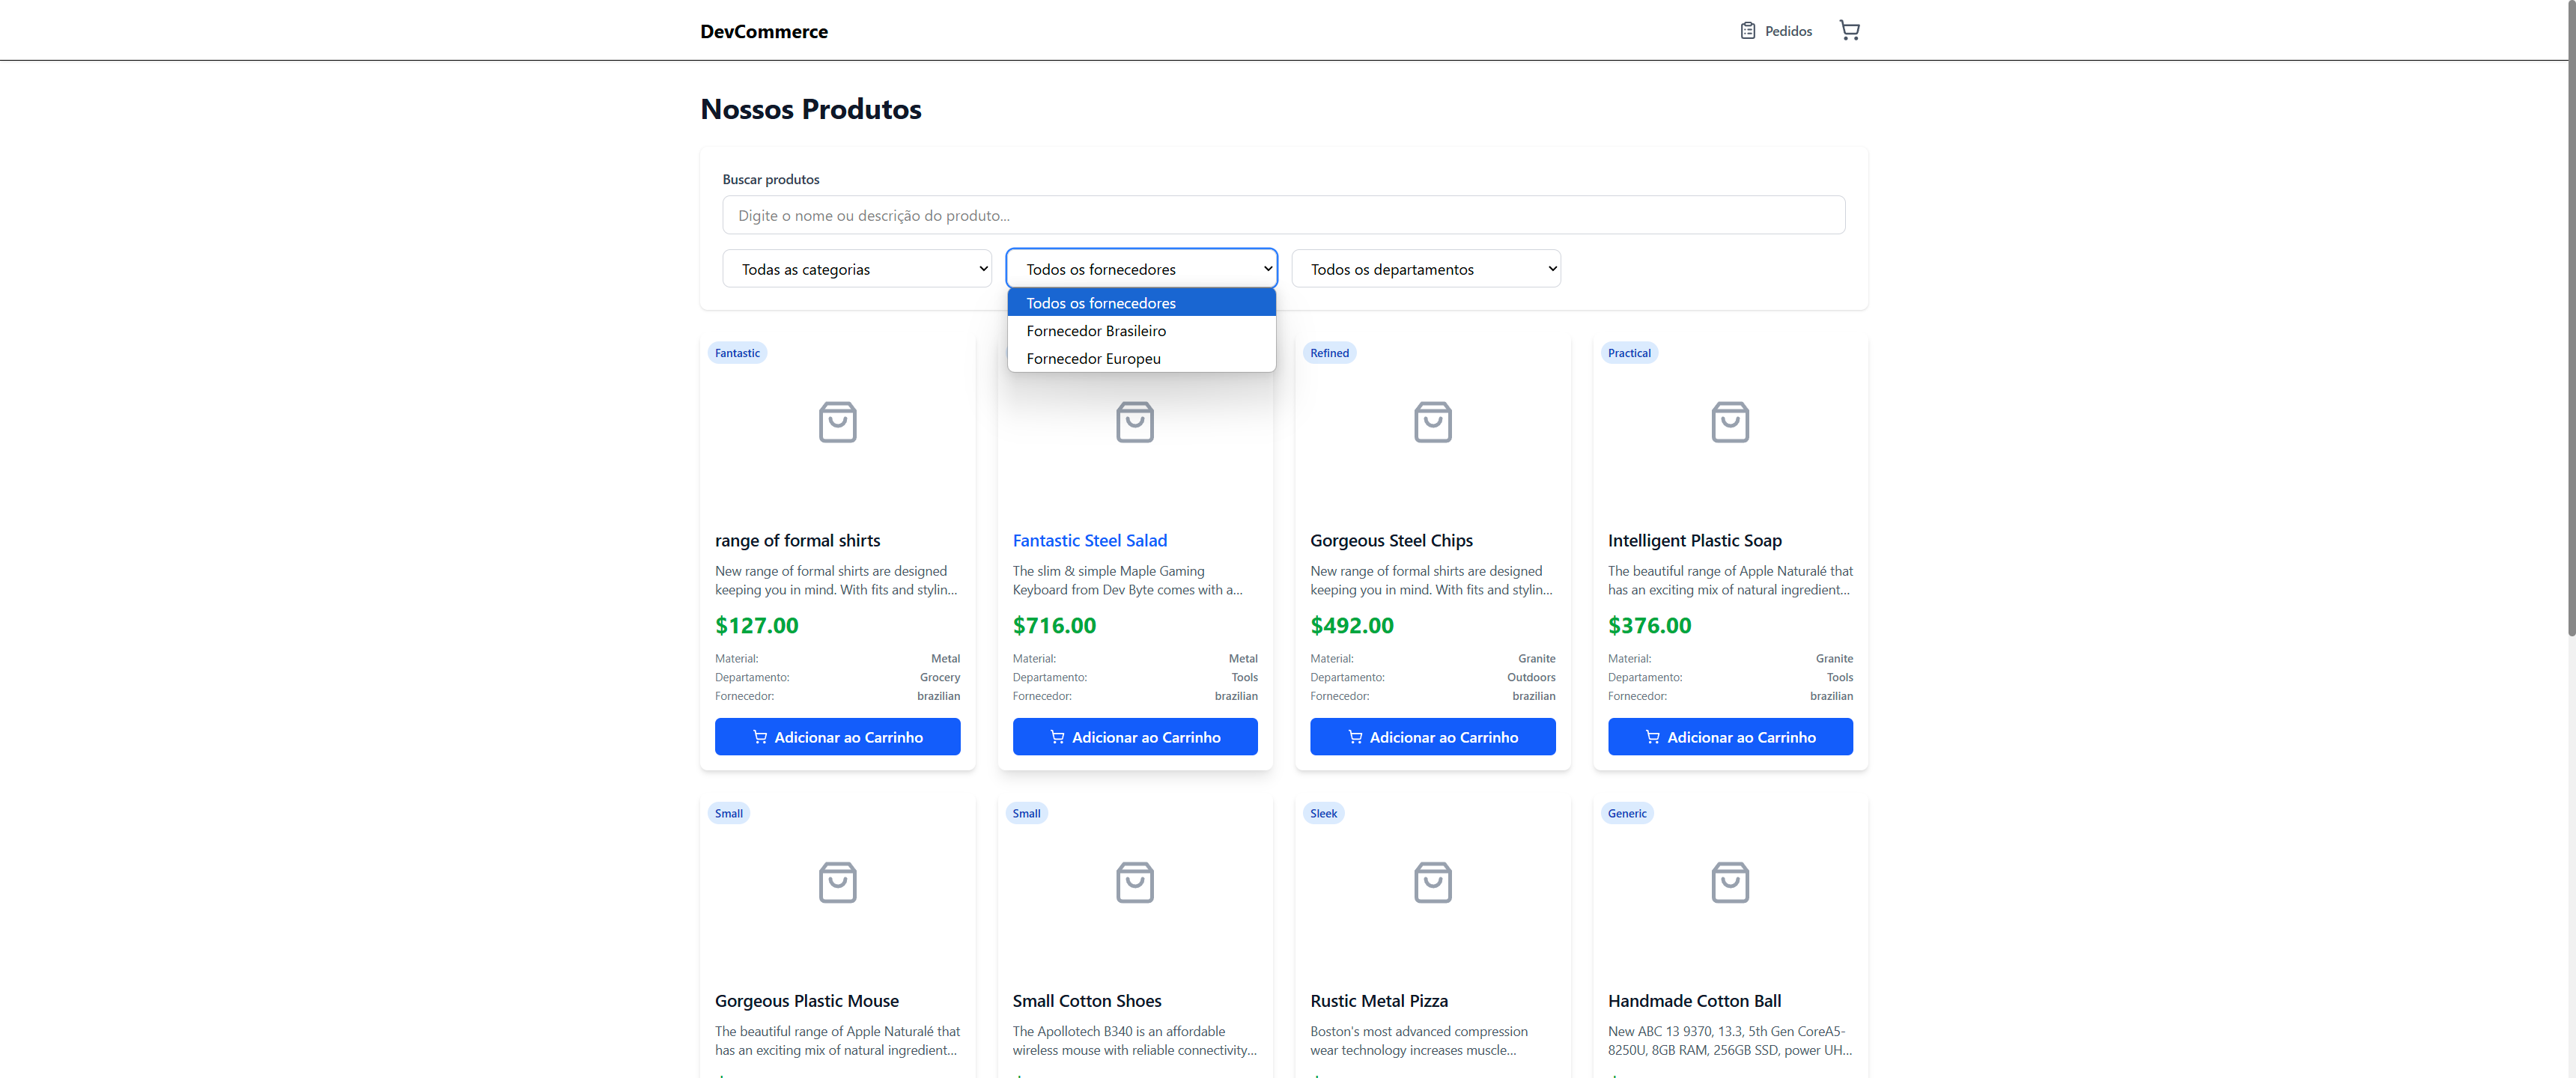 DevCommerce
Pedidos
Nossos Produtos
Buscar produtos
Digite o nome ou descrição do produto...
Todas as categorias
Todos os fornecedores
Todos os departamentos
Todos os fornecedores
Fornecedor Brasileiro
Fornecedor Europeu
Fantastic
Refined
Practical
range of formal shirts
New range of formal shirts are designed
keeping you in mind. With fits and stylin...
$127.00
Material: Metal
Departamento: Grocery
Fornecedor: brazilian
Adicionar ao Carrinho
Fantastic Steel Salad
The slim & simple Maple Gaming
Keyboard from Dev Byte comes with a...
$716.00
Material: Metal
Departamento: Tools
Fornecedor: brazilian
Adicionar ao Carrinho
Gorgeous Steel Chips
New range of formal shirts are designed
keeping you in mind. With fits and stylin...
$492.00
Material: Granite
Departamento: Outdoors
Fornecedor: brazilian
Adicionar ao Carrinho
Intelligent Plastic Soap
The beautiful range of Apple Naturalé that
has an exciting mix of natural ingredient...
$376.00
Material: Granite
Departamento: Tools
Fornecedor: brazilian
Adicionar ao Carrinho
Small
Gorgeous Plastic Mouse
The beautiful range of Apple Naturalé that
has an exciting mix of natural ingredient...
Small
Small Cotton Shoes
The Apollotech B340 is an affordable
wireless mouse with reliable connectivity...
Sleek
Rustic Metal Pizza
Boston's most advanced compression
wear technology increases muscle...
Generic
Handmade Cotton Ball
New ABC 13 9370, 13.3, 5th Gen CoreA5-
8250U, 8GB RAM, 256GB SSD, power UH...